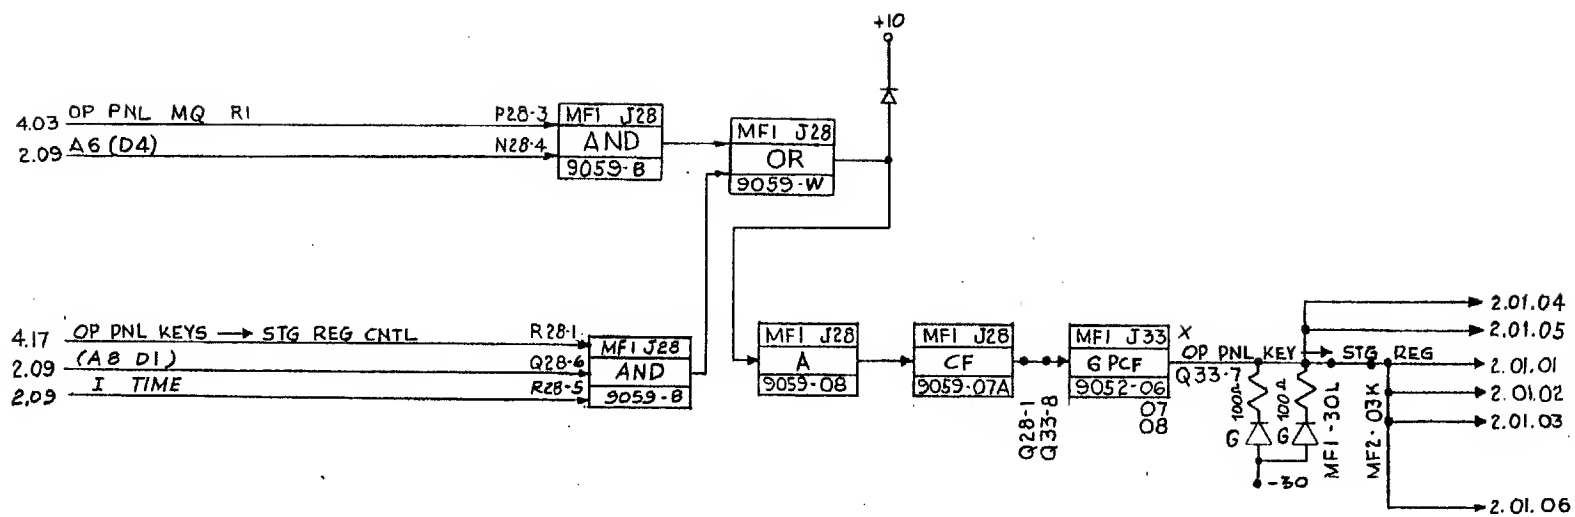 +10
4.03 OP PNL MQ RI P28-3
2.09 A6 (D4) N28-4
MF1 J28
AND
9059-B
MF1 J28
OR
9059-W
4.17 OP PNL KEYS → STG REG CNTL R28-1
2.09 (A8 D1) Q28-6
2.09 I TIME R28-5
MF1 J28
AND
9059-B
MF1 J28
A
9059-08
MF1 J28
CF
9059-07A
Q28-1
Q33-8
MF1 J33
G PCF
9052-06
07
08
X
OP PNL KEY → STG REG
Q33-7
100Ω
100Ω
G
G
-30
MF1-30L
MF2-03K
2.01.04
2.01.05
2.01.01
2.01.02
2.01.03
2.01.06